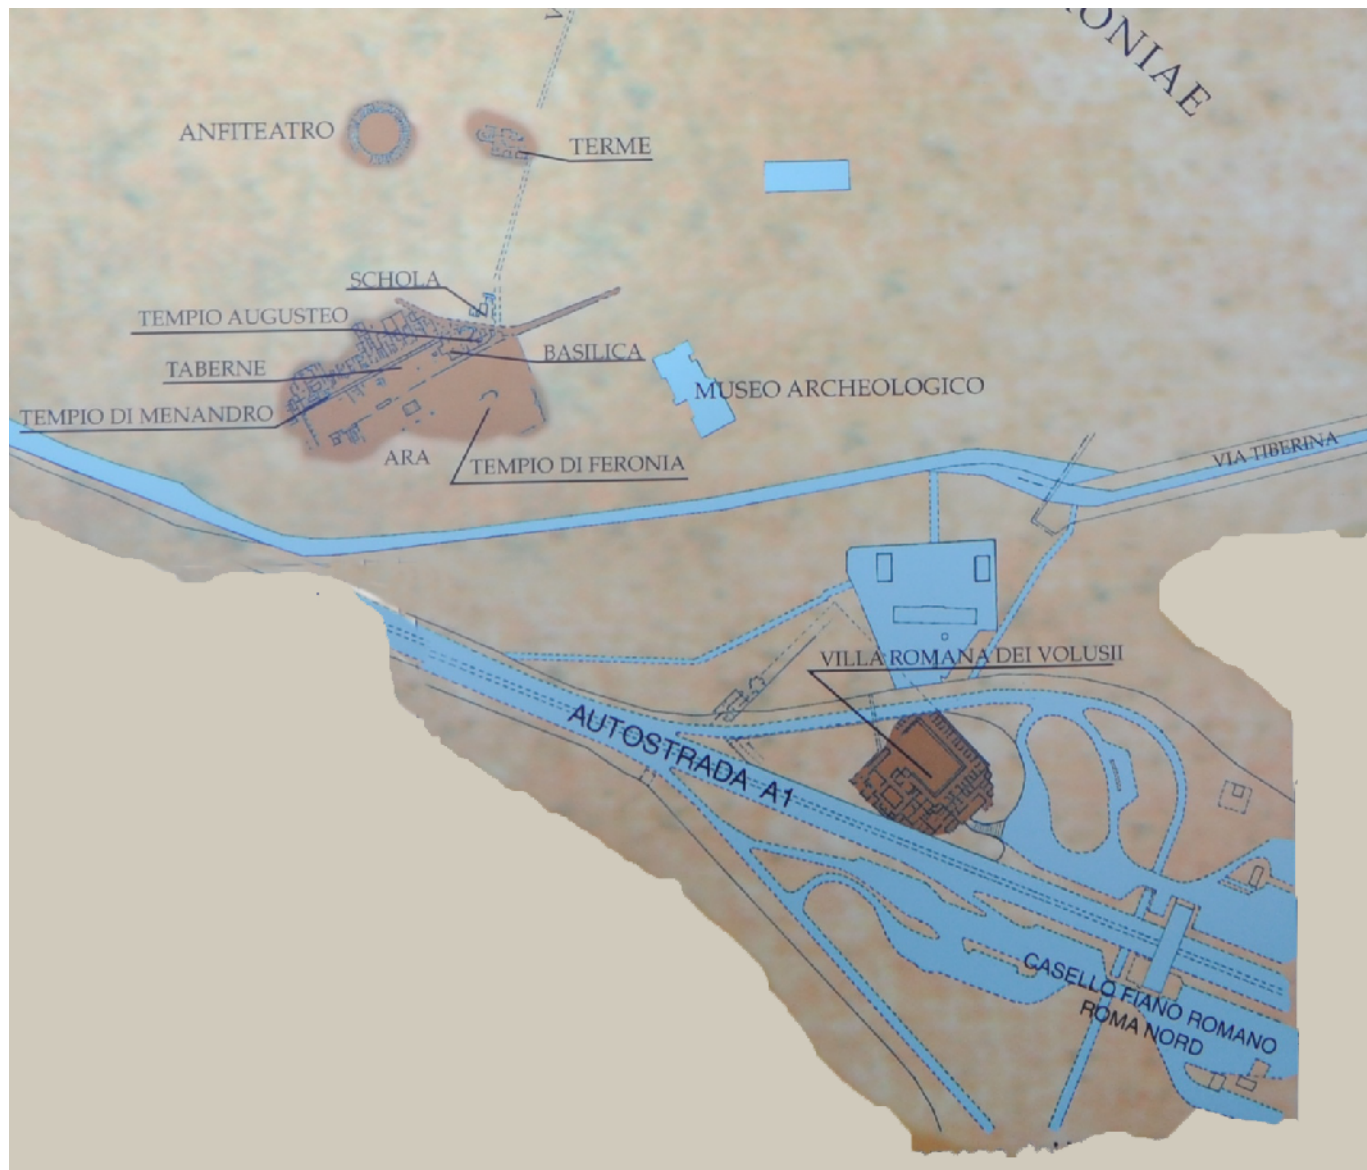 ONIAE
ANFITEATRO
TERME
SCHOLA
TEMPIO AUGUSTEO
BASILICA
TABERNE
MUSEO ARCHEOLOGICO
TEMPIO DI MENANDRO
ARA
TEMPIO DI FERONIA
VIA TIBERINA
VILLA ROMANA DEI VOLUSII
AUTOSTRADA A1
CASELLO FIANO ROMANO
ROMA NORD